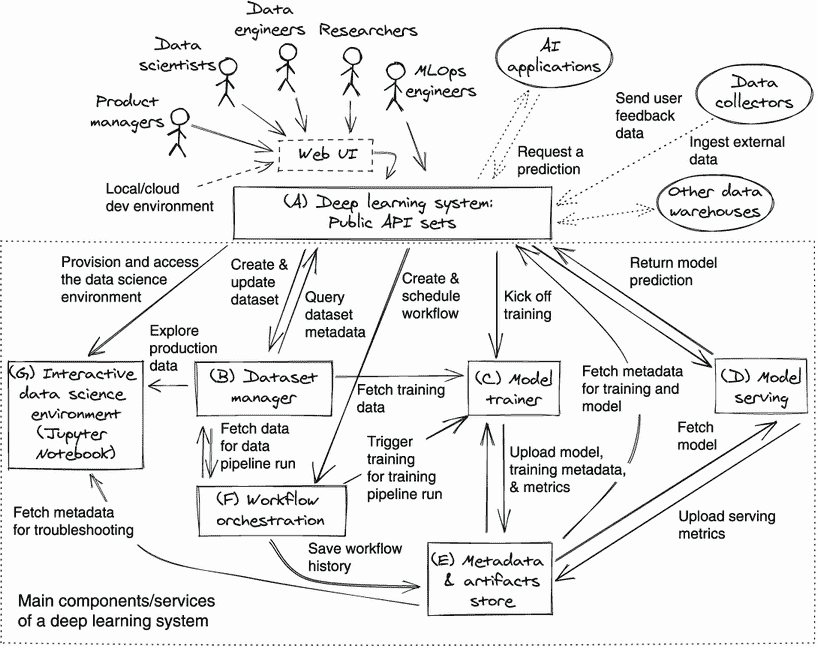 Data
engineers
Researchers
Data
scientists
MLOps
engineers
Product
managers
AI
applications
Data
collectors
Send user
feedback
data
Ingest external
data
Web UI
Request a
prediction
Local/cloud
dev environment
Other data
warehouses
(A) Deep learning system:
Public API sets
Provision and access
the data science
environment
Create &
update
dataset
Query
dataset
metadata
Create &
schedule
workflow
Kick off
training
Return model
prediction
Explore
production
data
(G) Interactive
data science
environment
(Jupyter
Notebook)
(B) Dataset
manager
Fetch training
data
(C) Model
trainer
Fetch metadata
for training and
model
(D) Model
serving
Fetch data
for data
pipeline run
Trigger
training
for training
pipeline run
Upload model,
training metadata,
& metrics
Fetch
model
(F) Workflow
orchestration
Fetch metadata
for troubleshooting
Upload serving
metrics
Save workflow
history
(E) Metadata
& artifacts
store
Main components/services
of a deep learning system